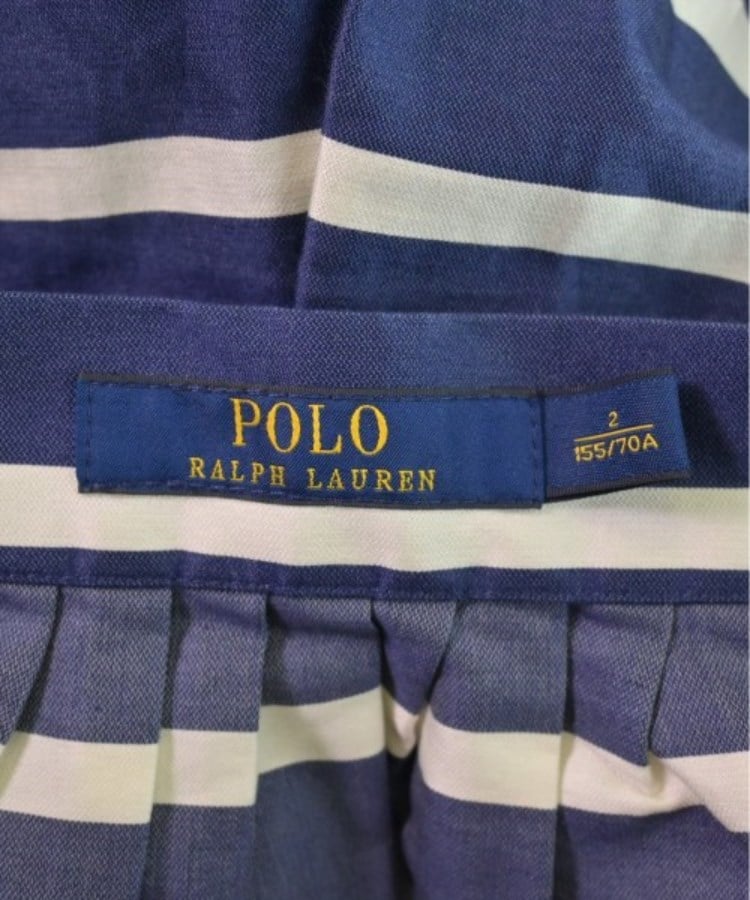 POLO
RALPH LAUREN
2
155/70A